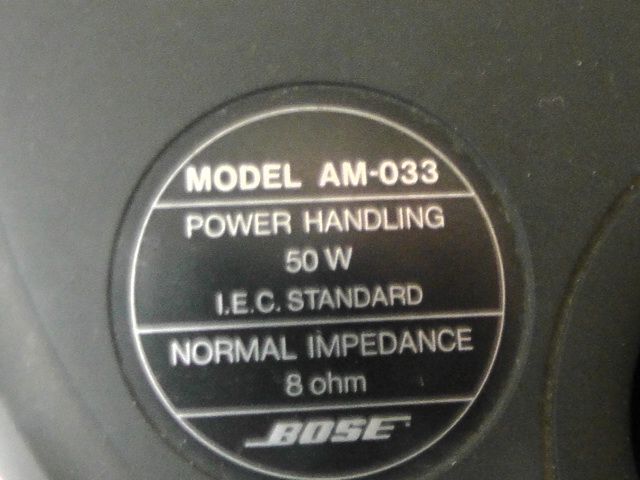 MODEL AM-033
POWER HANDLING
50 W
I.E.C. STANDARD
NORMAL IMPEDANCE
8 ohm
BOSE